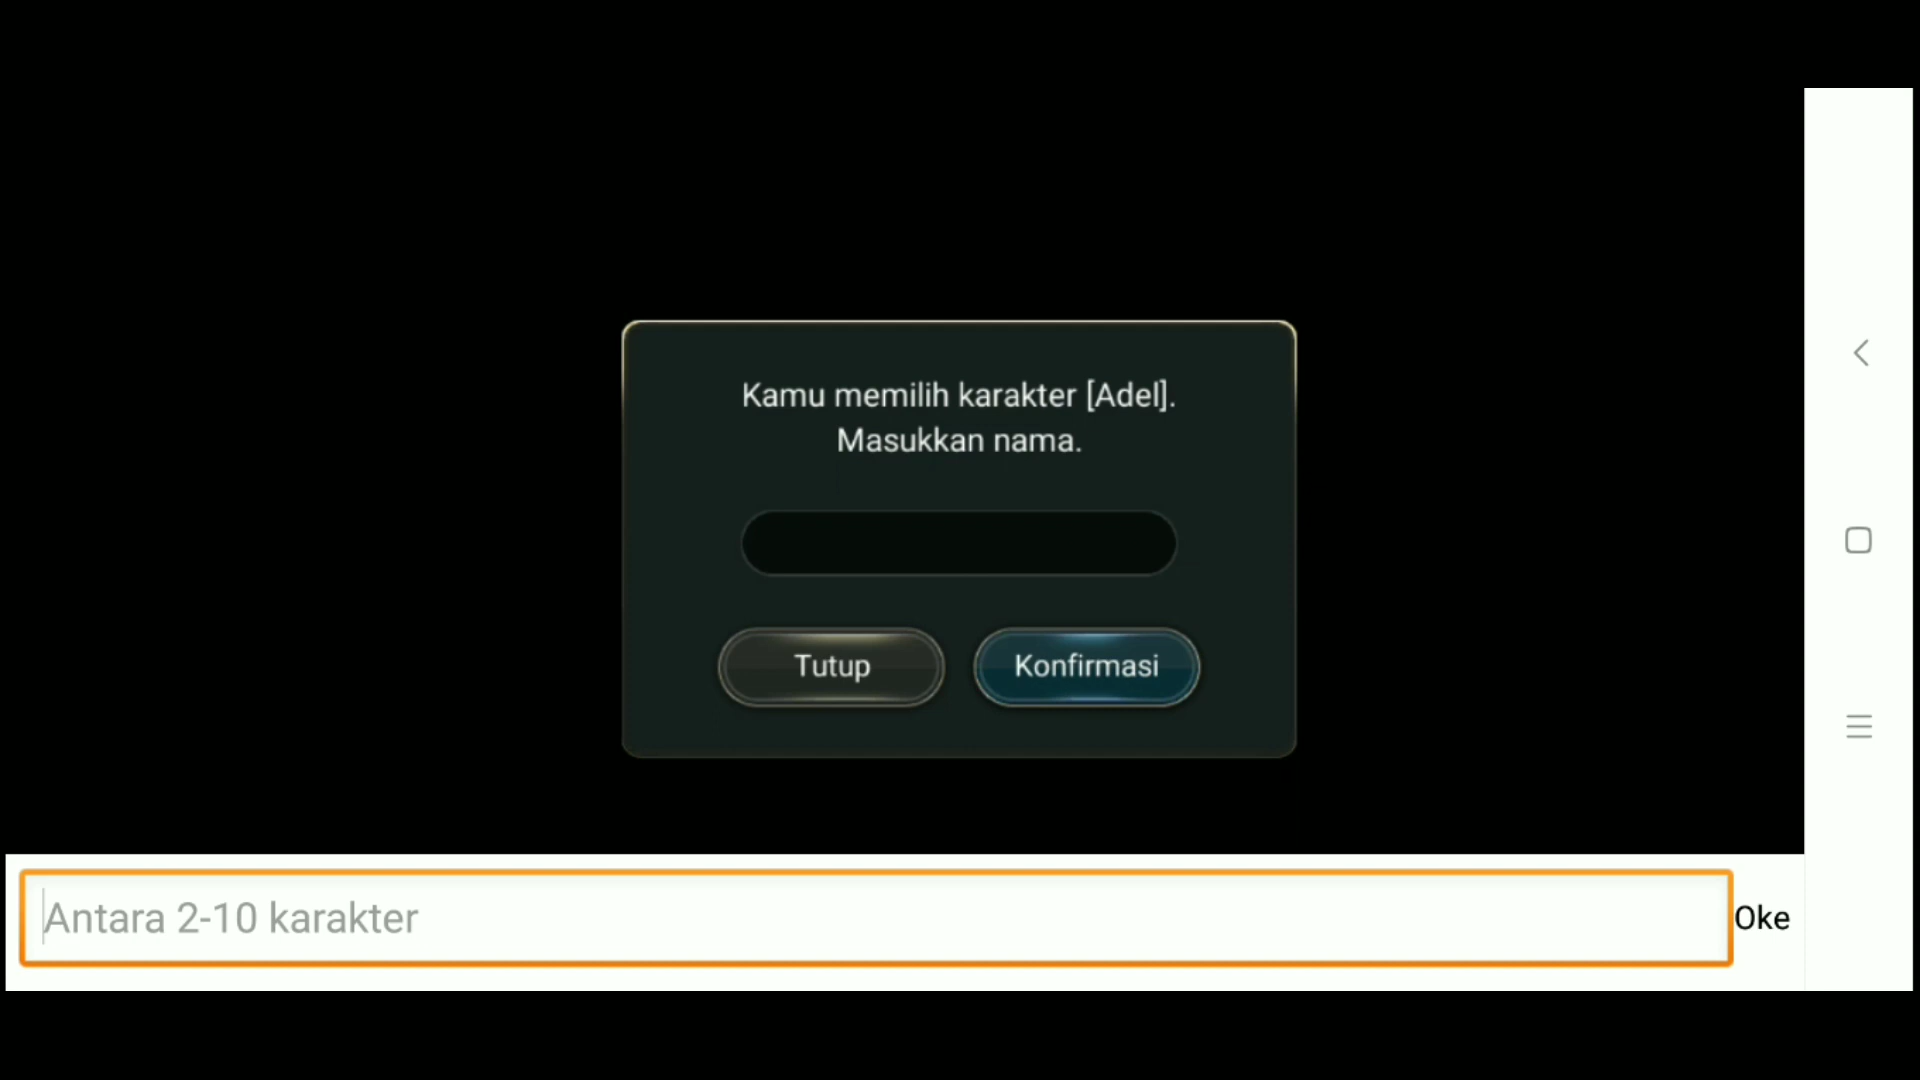 Kamu memilih karakter [Adel].
Masukkan nama.
Tutup
Konfirmasi
Antara 2-10 karakter
Oke